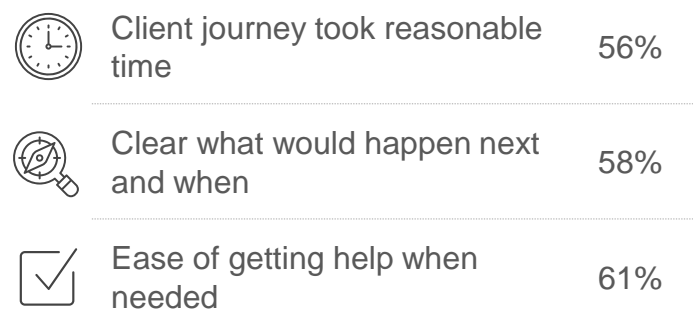 Client journey took reasonable
time
56%
Clear what would happen next
and when
58%
Ease of getting help when
needed
61%